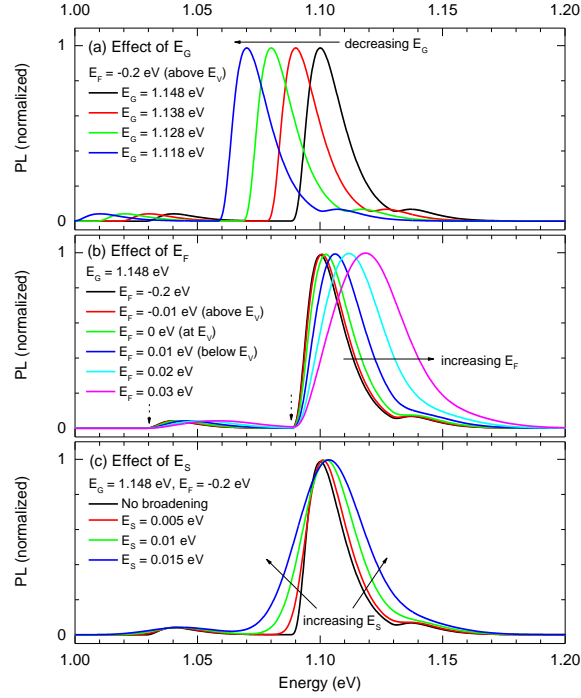 1.00 1.05 1.10 1.15 1.20
(a) Effect of E_G
decreasing E_G
E_F = -0.2 eV (above E_V)
E_G = 1.148 eV
E_G = 1.138 eV
E_G = 1.128 eV
E_G = 1.118 eV
PL (normalized)
1
0
(b) Effect of E_F
E_G = 1.148 eV
E_F = -0.2 eV
E_F = -0.01 eV (above E_V)
E_F = 0 eV (at E_V)
E_F = 0.01 eV (below E_V)
E_F = 0.02 eV
E_F = 0.03 eV
increasing E_F
PL (normalized)
1
0
(c) Effect of E_S
E_G = 1.148 eV, E_F = -0.2 eV
No broadening
E_S = 0.005 eV
E_S = 0.01 eV
E_S = 0.015 eV
increasing E_S
PL (normalized)
1
0
1.00 1.05 1.10 1.15 1.20
Energy (eV)